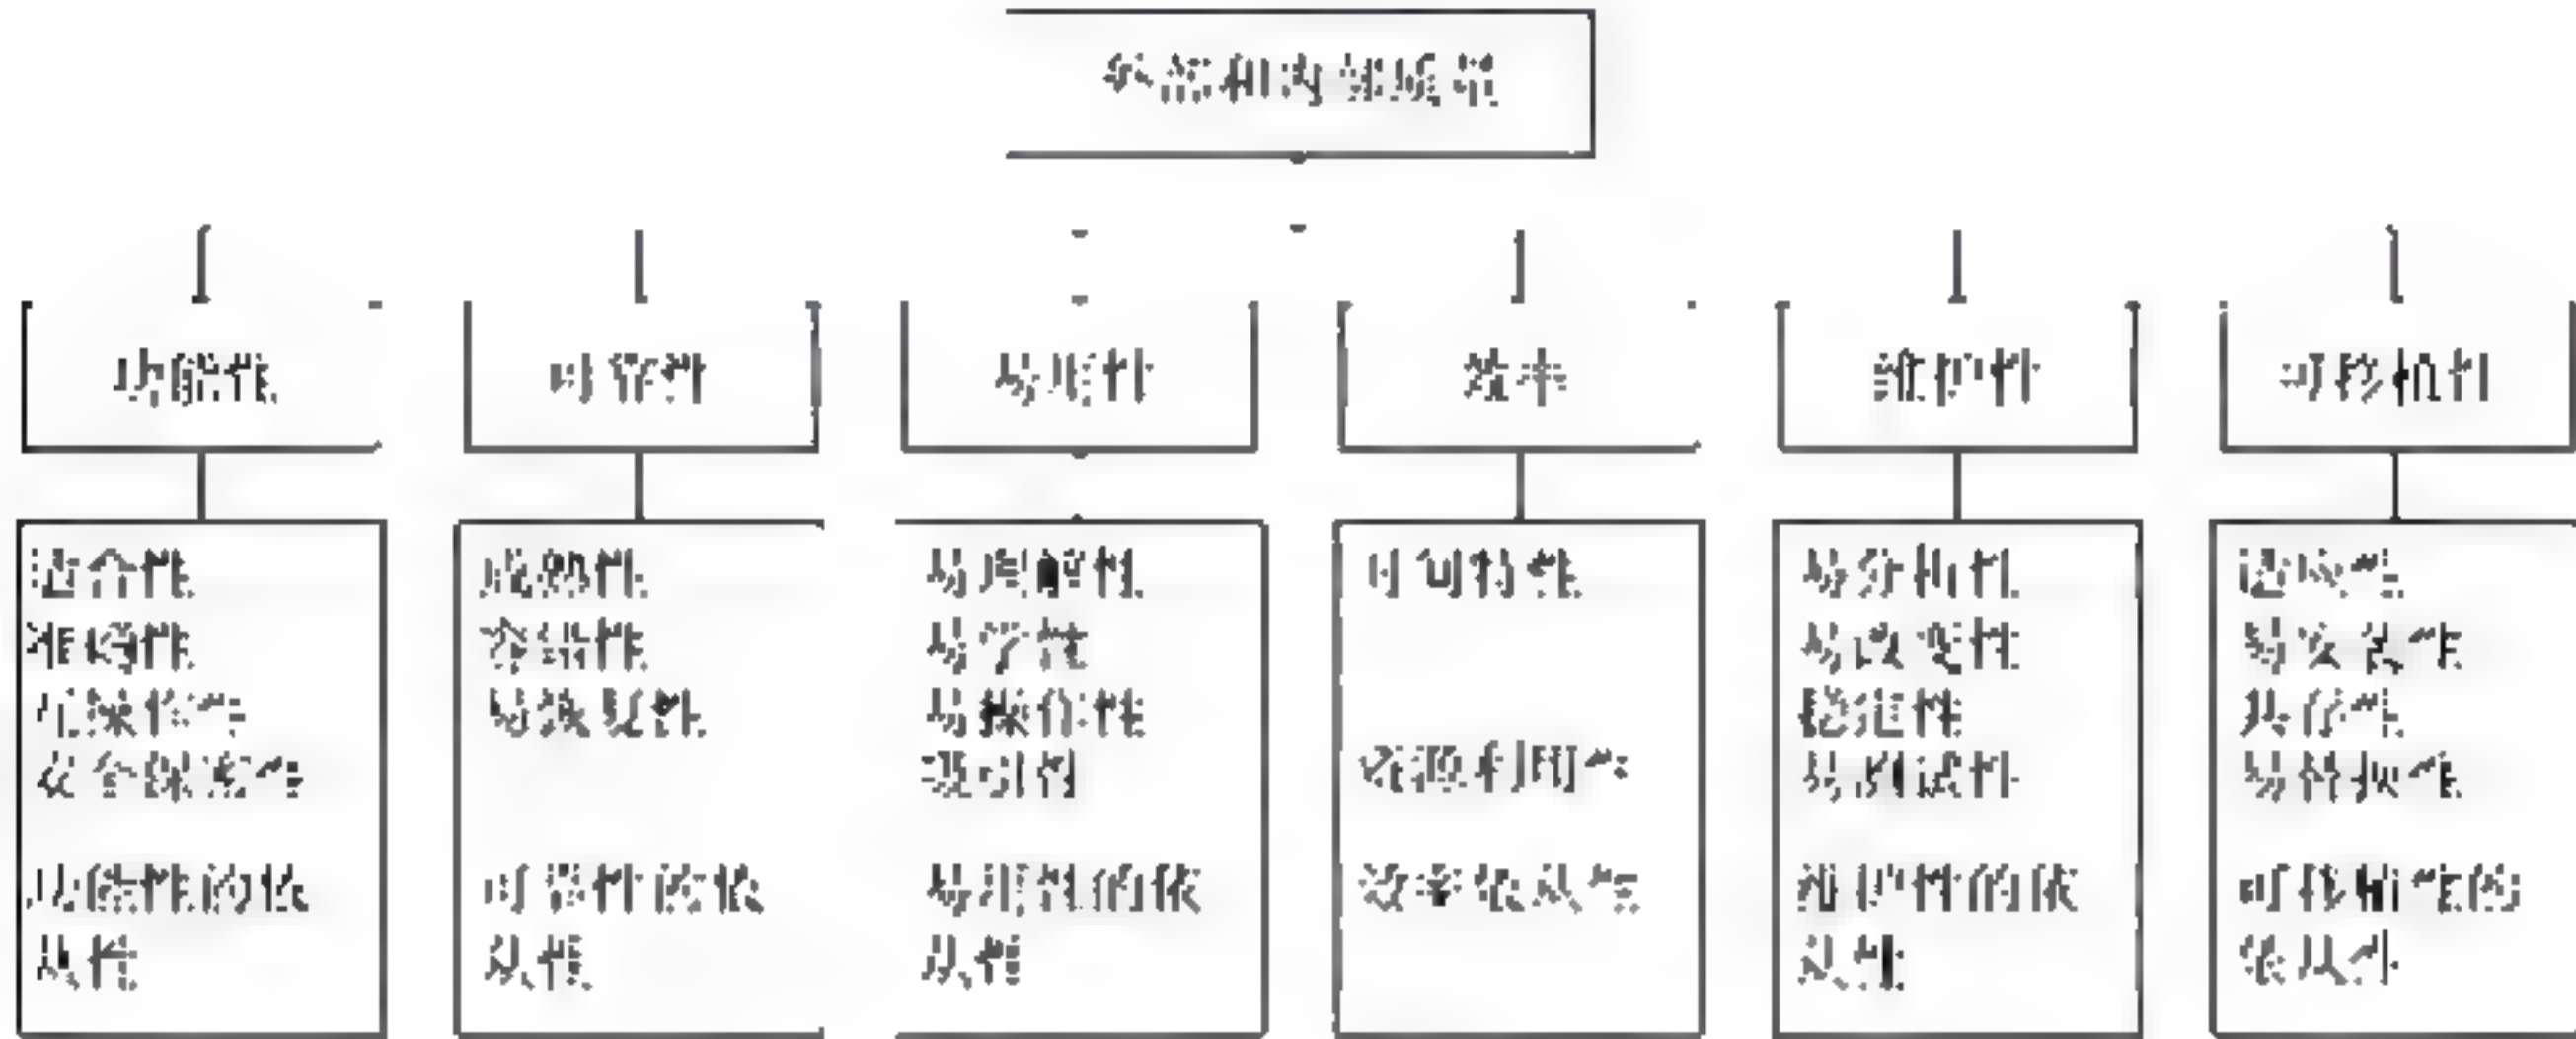 外部和内部质量
功能性
可靠性
易用性
效率
维护性
可移植性
适合性
准确性
互操作性
安全保密性
功能性的依
从性
成熟性
容错性
易恢复性
可靠性的依
从性
易理解性
易学性
易操作性
吸引性
易用性的依
从性
时间特性
资源利用性
效率依从性
易分析性
易改变性
稳定性
易测试性
维护性的依
从性
适应性
易安装性
共存性
易替换性
可移植性的
依从性